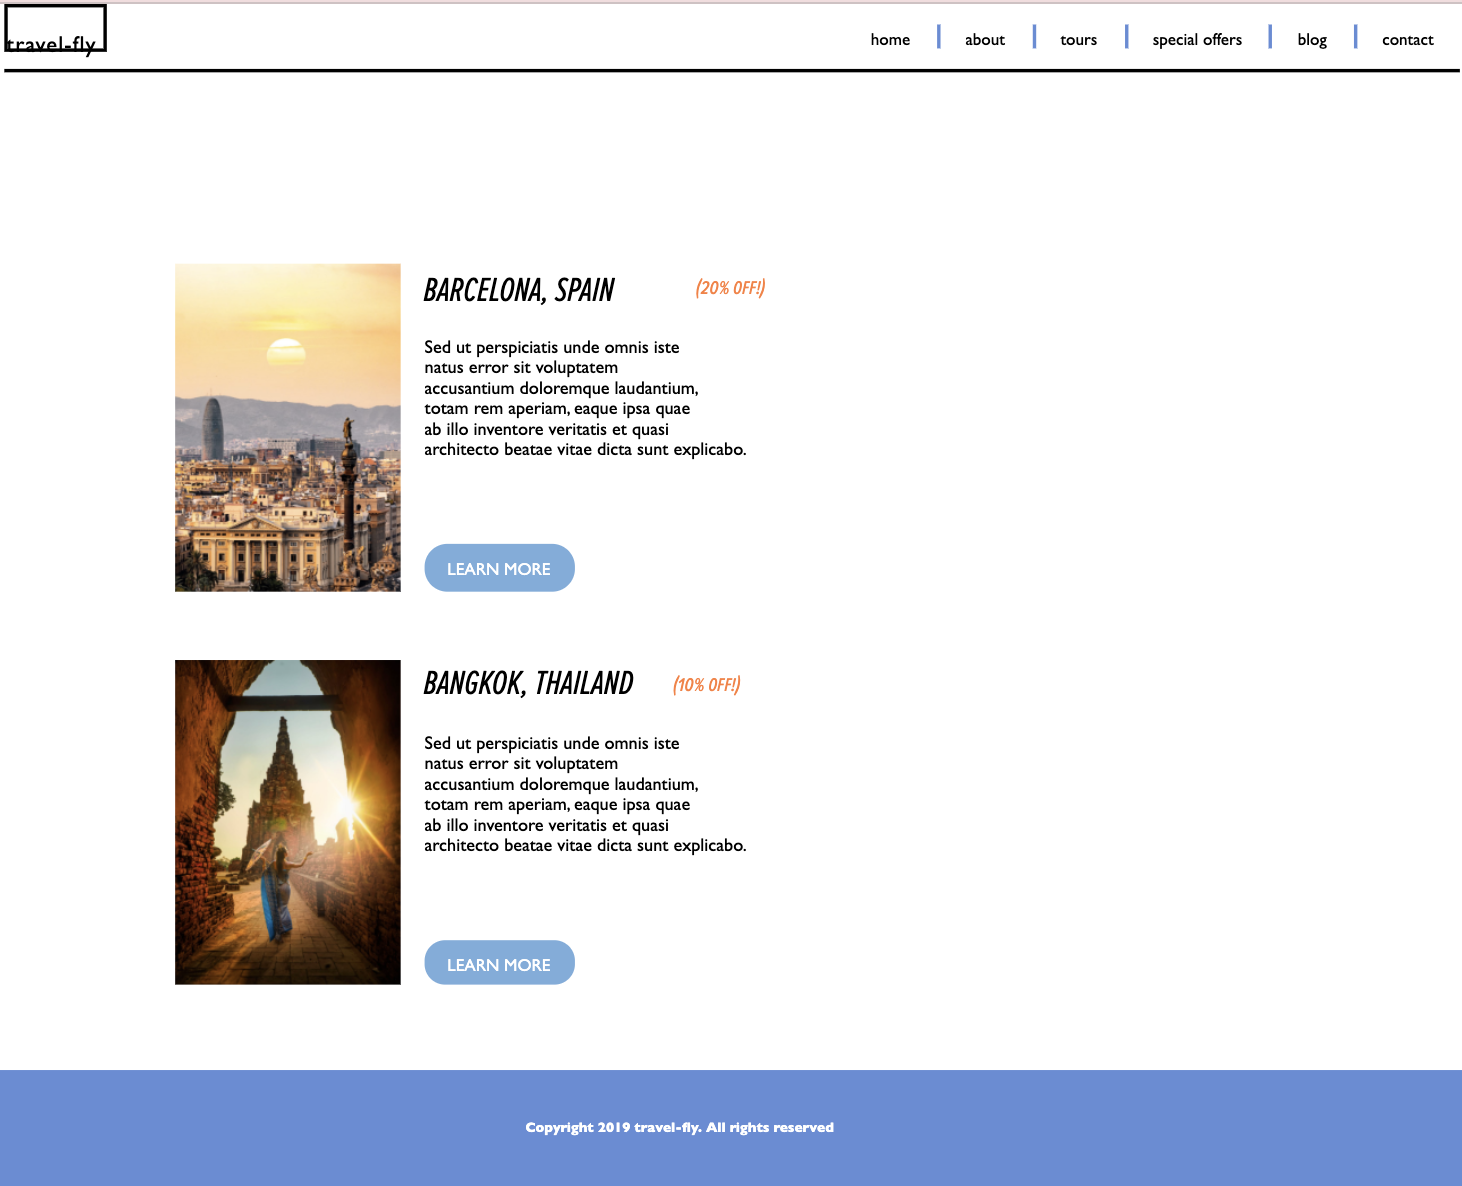 travel-fly
home about tours special offers blog contact
BARCELONA, SPAIN (20% OFF!)
Sed ut perspiciatis unde omnis iste
natus error sit voluptatem
accusantium doloremque laudantium,
totam rem aperiam, eaque ipsa quae
ab illo inventore veritatis et quasi
architecto beatae vitae dicta sunt explicabo.
LEARN MORE
BANGKOK, THAILAND (10% OFF!)
Sed ut perspiciatis unde omnis iste
natus error sit voluptatem
accusantium doloremque laudantium,
totam rem aperiam, eaque ipsa quae
ab illo inventore veritatis et quasi
architecto beatae vitae dicta sunt explicabo.
LEARN MORE
Copyright 2019 travel-fly. All rights reserved